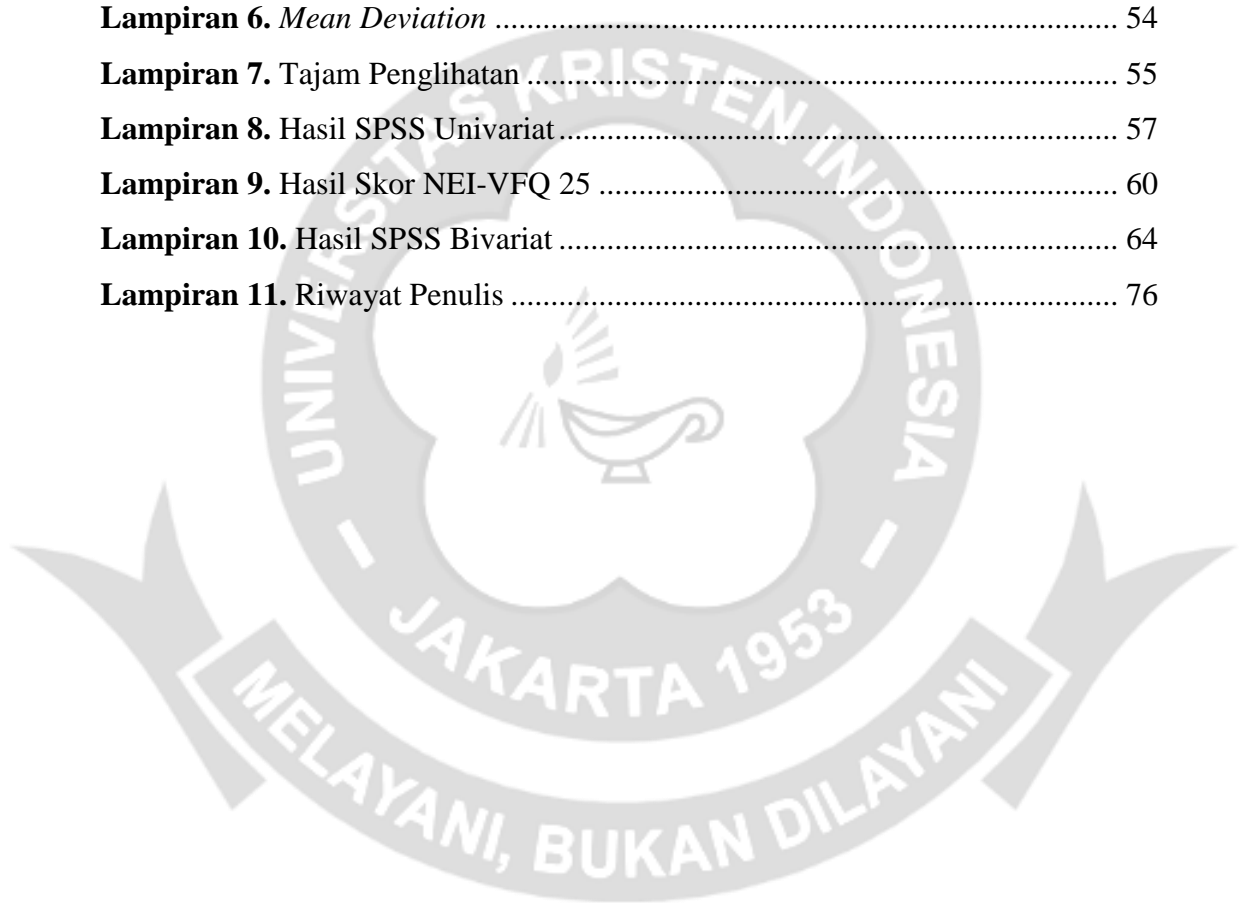 Lampiran 6. Mean Deviation ............................................................................... 54
Lampiran 7. Tajam Penglihatan ........................................................................... 55
Lampiran 8. Hasil SPSS Univariat ...................................................................... 57
Lampiran 9. Hasil Skor NEI-VFQ 25 ................................................................. 60
Lampiran 10. Hasil SPSS Bivariat ...................................................................... 64
Lampiran 11. Riwayat Penulis ............................................................................ 76
UNIVERSITAS KRISTEN INDONESIA
- JAKARTA 1953 -
MELAYANI, BUKAN DILAYANI